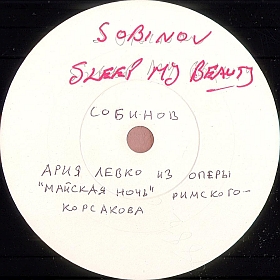 SOBINOV
SLEEP MY BEAUTY
СОБИНОВ
АРИЯ ЛЕВКО ИЗ ОПЕРЫ
"МАЙСКАЯ НОЧЬ" РИМСКОГО-
КОРСАКОВА